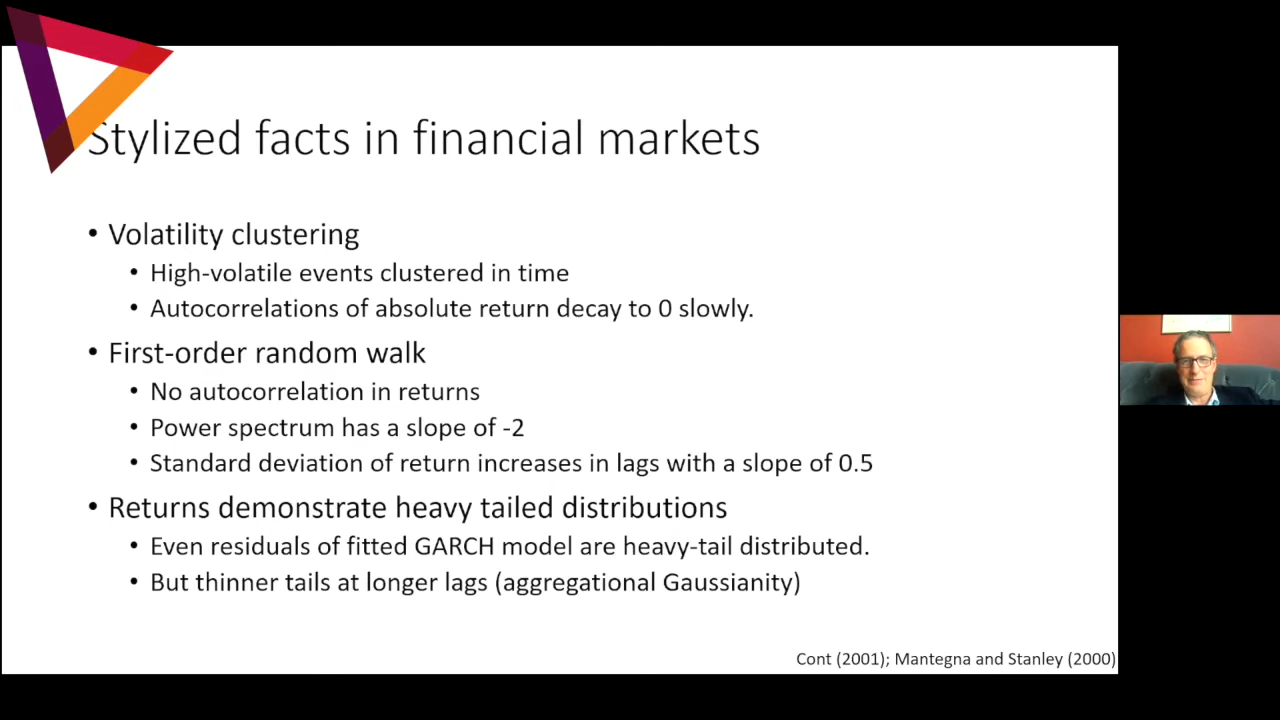 Stylized facts in financial markets
• Volatility clustering
• High-volatile events clustered in time
• Autocorrelations of absolute return decay to 0 slowly.
• First-order random walk
• No autocorrelation in returns
• Power spectrum has a slope of -2
• Standard deviation of return increases in lags with a slope of 0.5
• Returns demonstrate heavy tailed distributions
• Even residuals of fitted GARCH model are heavy-tail distributed.
• But thinner tails at longer lags (aggregational Gaussianity)
Cont (2001); Mantegna and Stanley (2000)